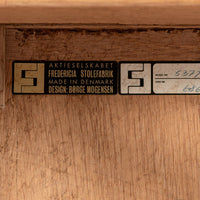 AKTIESELSKABET
FREDERICIA STOLEFABRIK
MADE IN DENMARK
DESIGN: BØRGE MOGENSEN